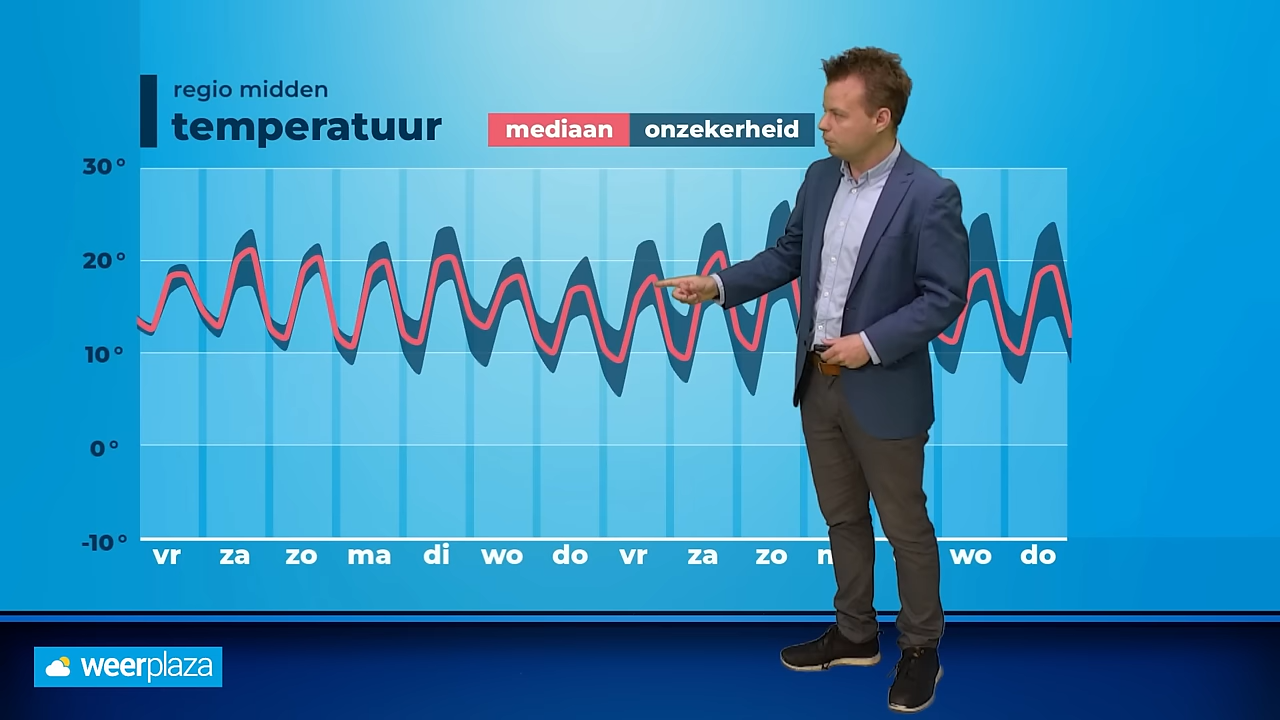 regio midden
temperatuur
mediaan onzekerheid
30°
20°
10°
0°
-10°
vr za zo ma di wo do vr za zo wo do
weerplaza